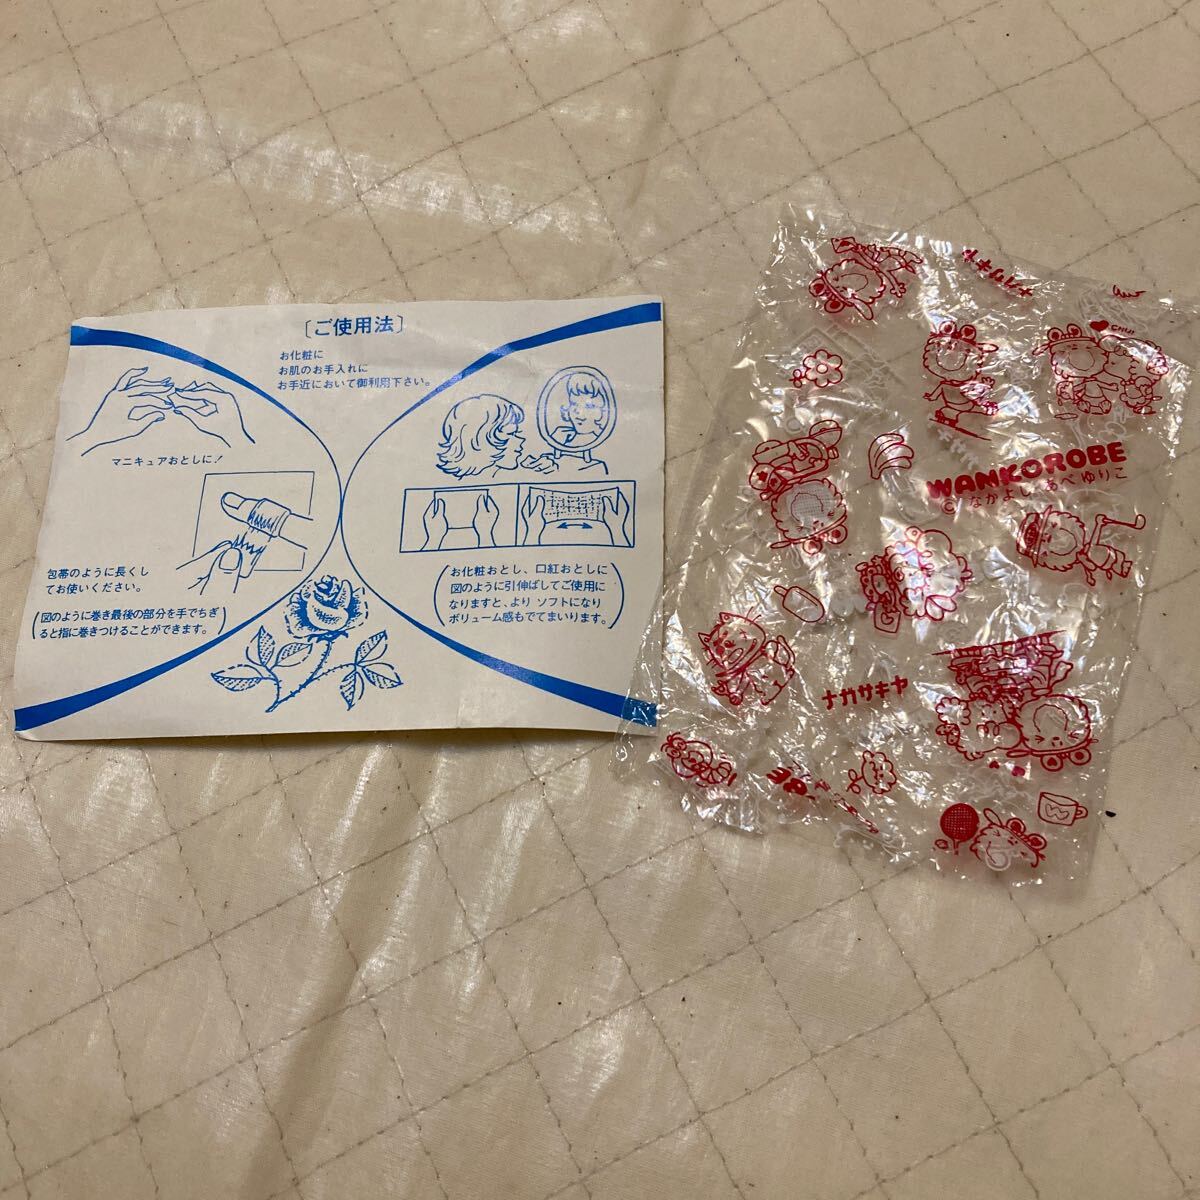 〔ご使用法〕
お化粧に
お肌のお手入れに
お手近において御利用下さい。
マニキュアおとしに！
包帯のように長くし
てお使いください。
(図のように巻き最後の部分を手でちぎ
ると指に巻きつけることができます。)
お化粧おとし、口紅おとしに
図のように引伸ばしてご使用に
なりますと、より ソフトになり
ボリューム感もでてまいります。
CHU!
WANKOROBE
© なかよし,あべ ゆりこ
ナガサキヤ